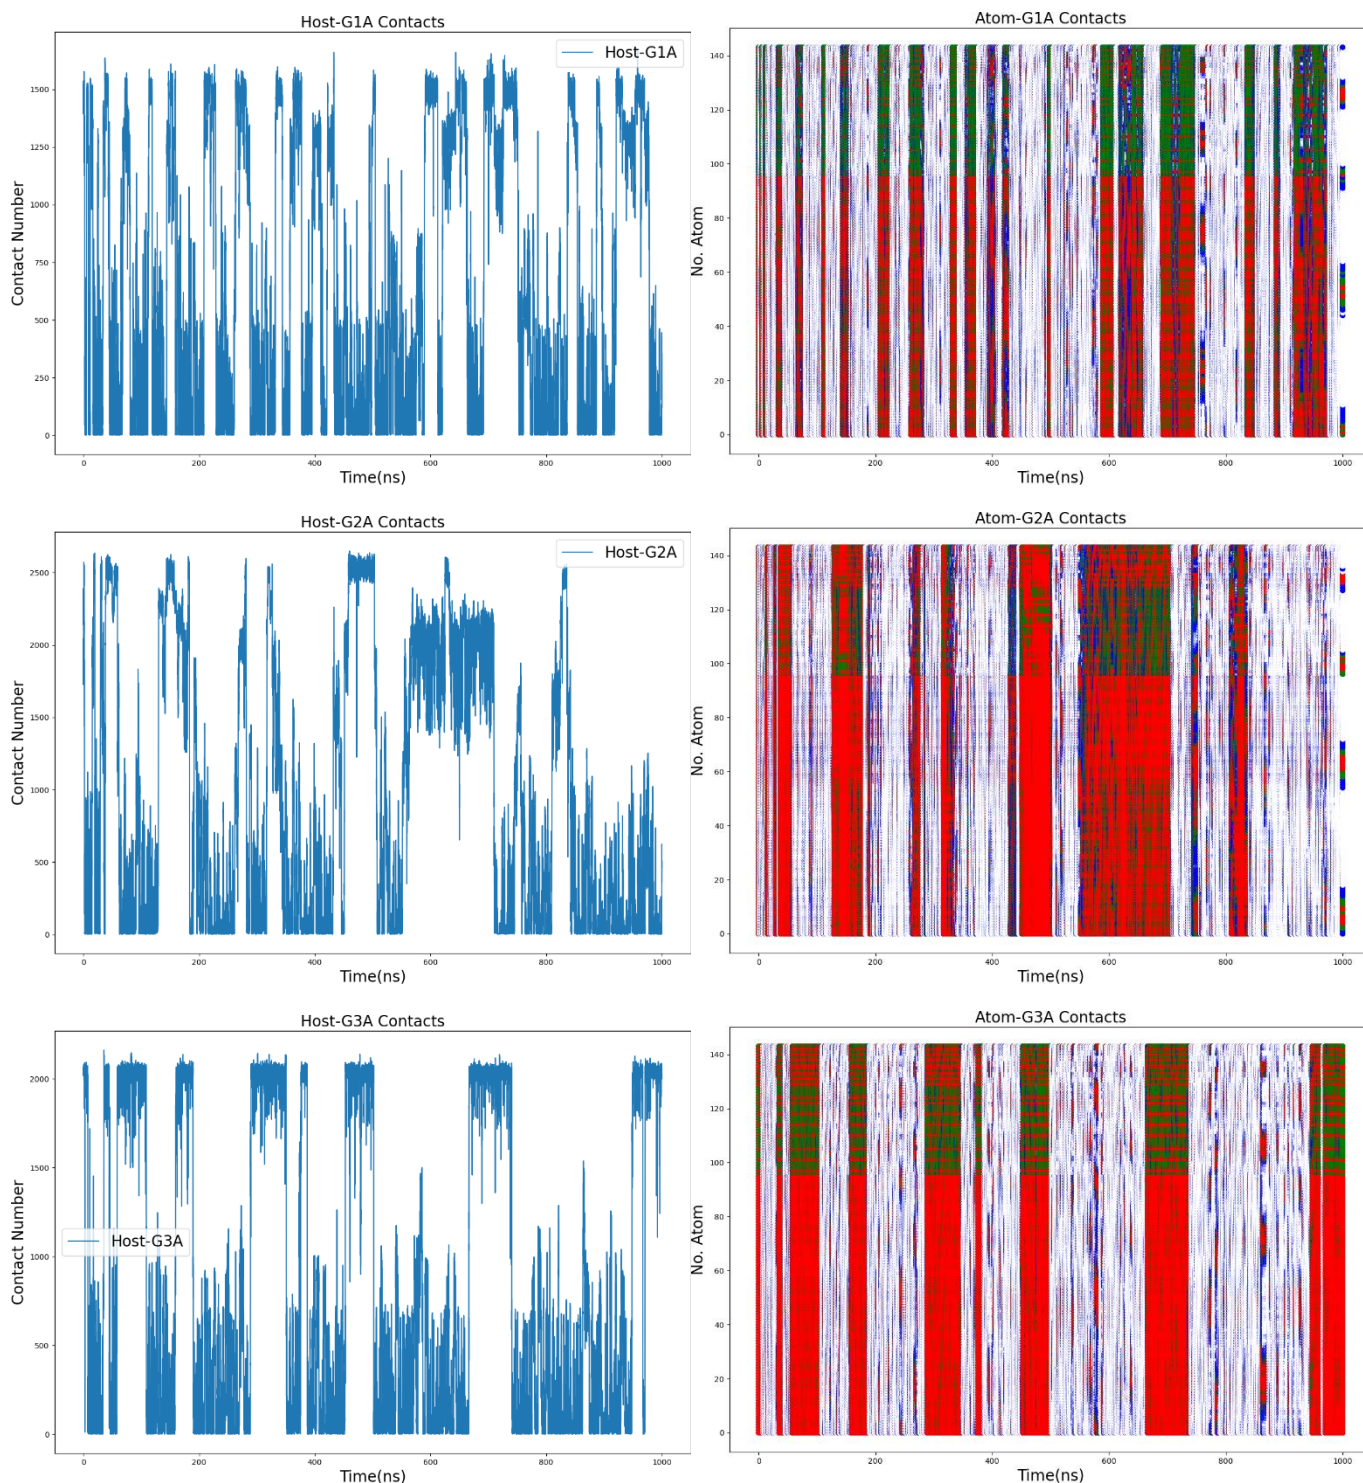 Host-G1A Contacts
Host-G1A
Contact Number
1500
1250
1000
750
500
250
0
0 200 400 600 800 1000
Time(ns)
Atom-G1A Contacts
No. Atom
140
120
100
80
60
40
20
0
0 200 400 600 800 1000
Time(ns)
Host-G2A Contacts
Host-G2A
Contact Number
2500
2000
1500
1000
500
0
0 200 400 600 800 1000
Time(ns)
Atom-G2A Contacts
No. Atom
140
120
100
80
60
40
20
0
0 200 400 600 800 1000
Time(ns)
Host-G3A Contacts
Host-G3A
Contact Number
2000
1500
1000
500
0
0 200 400 600 800 1000
Time(ns)
Atom-G3A Contacts
No. Atom
140
120
100
80
60
40
20
0
0 200 400 600 800 1000
Time(ns)